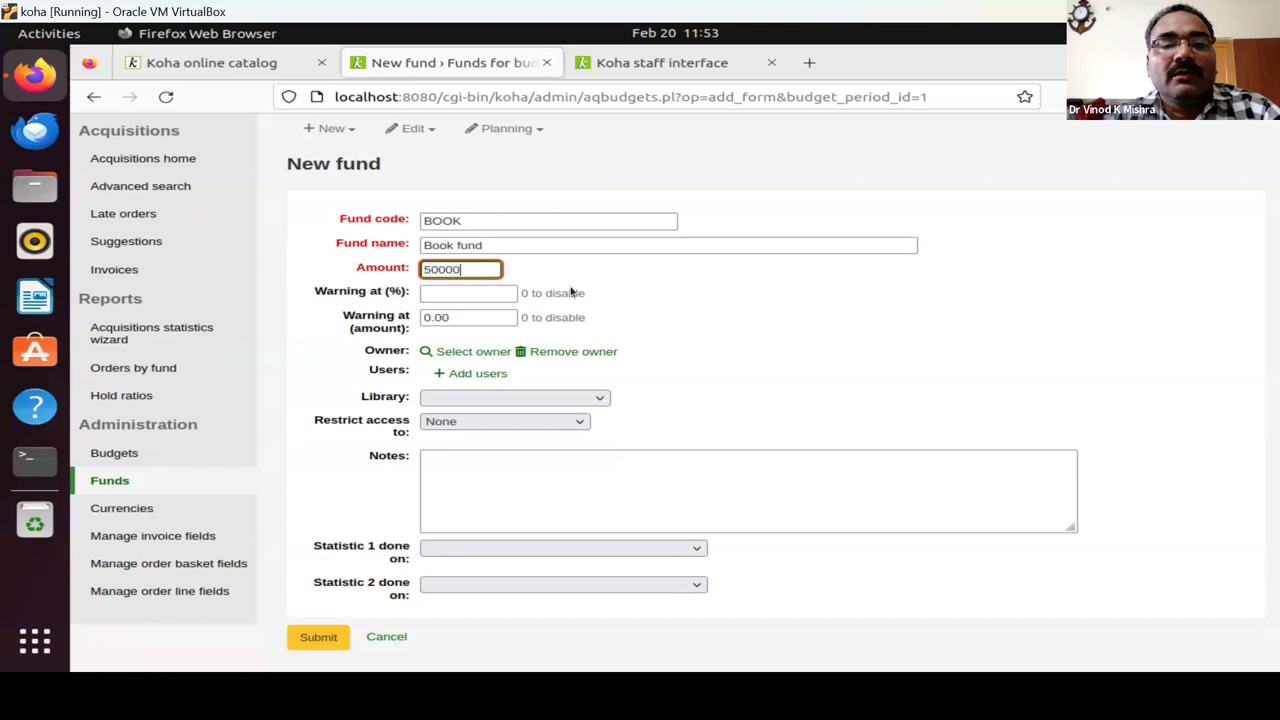 koha [Running] - Oracle VM VirtualBox
Activities Firefox Web Browser Feb 20 11:53
Koha online catalog New fund › Funds for bud Koha staff interface
localhost:8080/cgi-bin/koha/admin/aqbudgets.pl?op=add_form&budget_period_id=1
Dr Vinod K Mishra
Acquisitions
Acquisitions home
Advanced search
Late orders
Suggestions
Invoices
Reports
Acquisitions statistics
wizard
Orders by fund
Hold ratios
Administration
Budgets
Funds
Currencies
Manage invoice fields
Manage order basket fields
Manage order line fields
+ New Edit Planning
New fund
Fund code: BOOK
Fund name: Book fund
Amount: 50000
Warning at (%): 0 to disable
Warning at
(amount): 0.00 0 to disable
Owner: Select owner Remove owner
Users: + Add users
Library:
Restrict access
to: None
Notes:
Statistic 1 done
on:
Statistic 2 done
on:
Submit Cancel